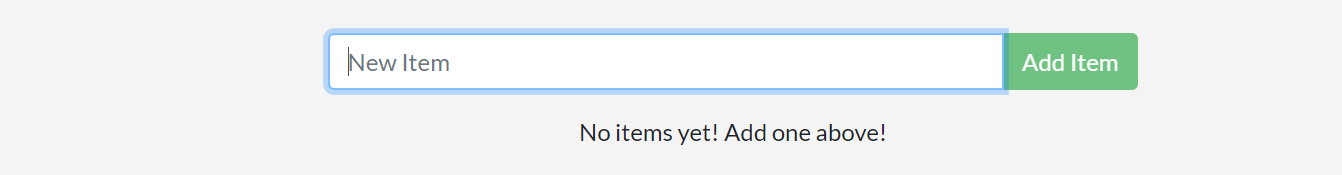 New Item
Add Item
No items yet! Add one above!